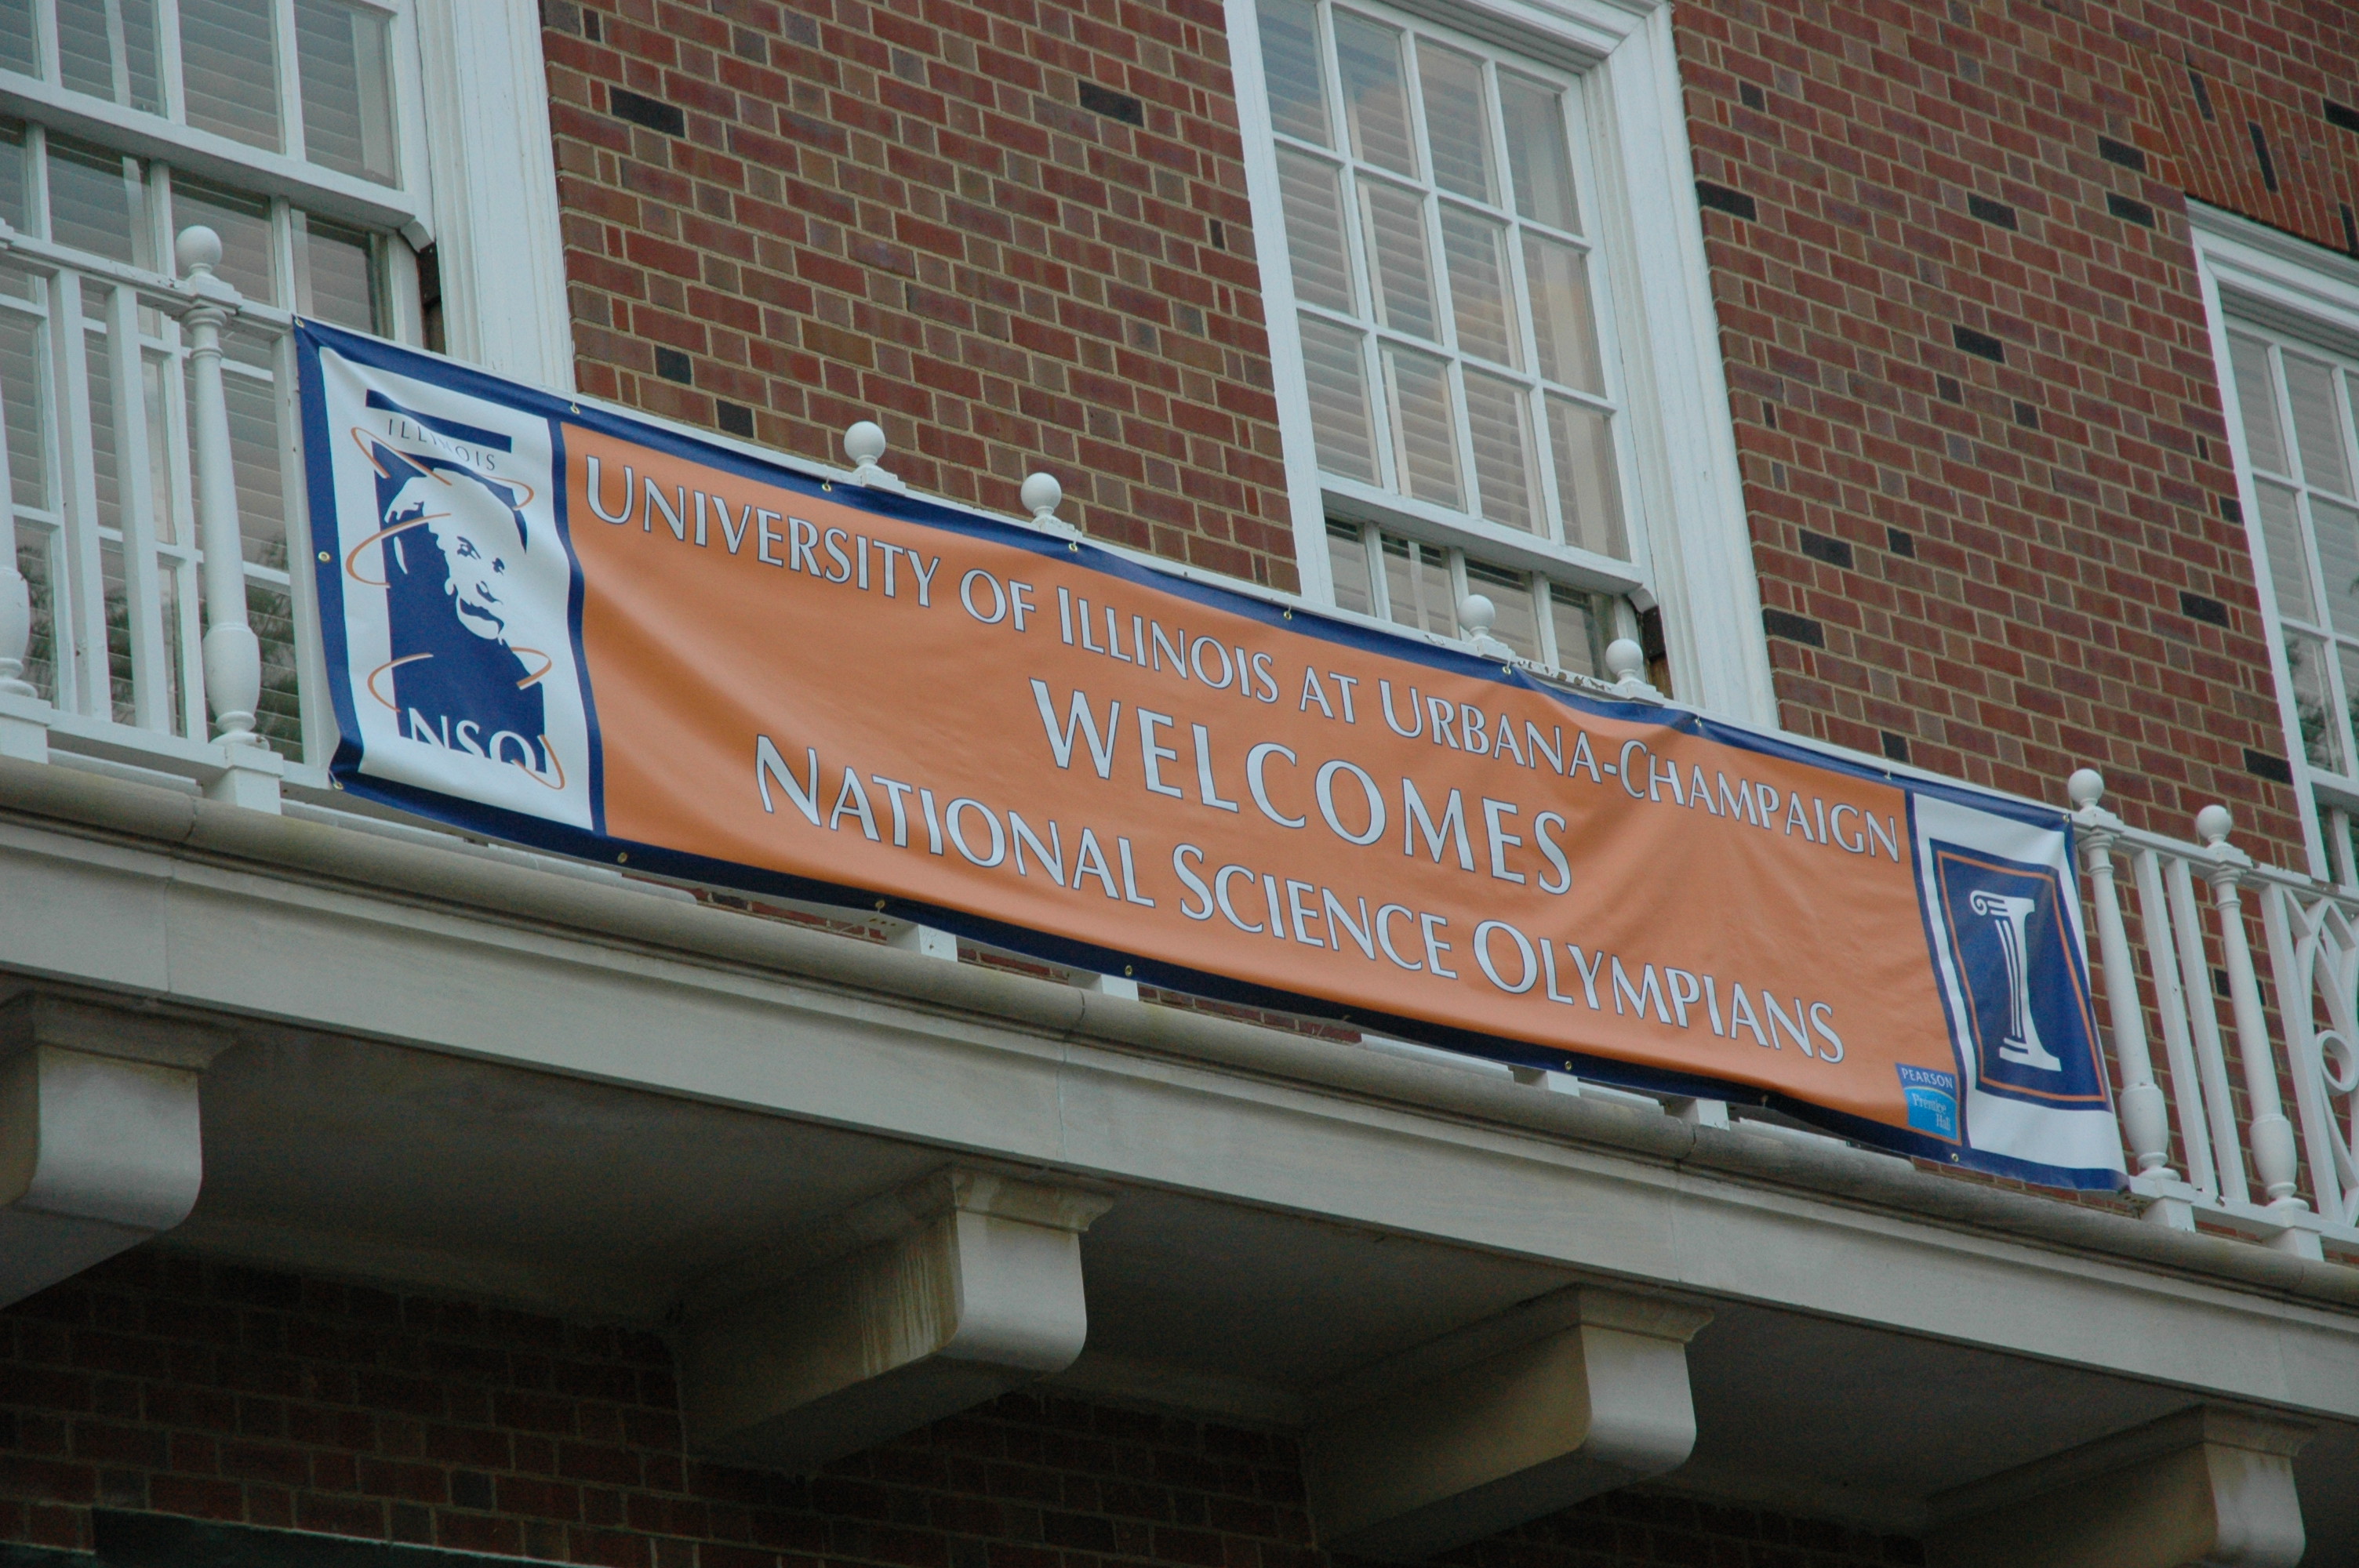 ILLINOIS
NSO
UNIVERSITY OF ILLINOIS AT URBANA-CHAMPAIGN
WELCOMES
NATIONAL SCIENCE OLYMPIANS
PEARSON
Prentice
Hall